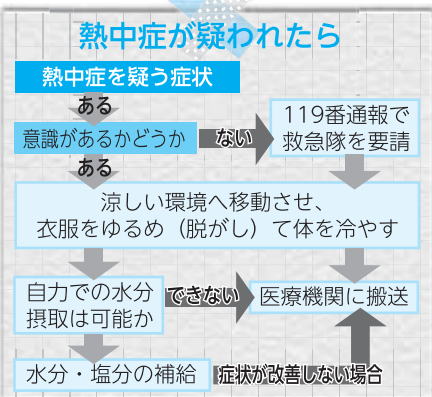 熱中症が疑われたら
熱中症を疑う症状
ある
意識があるかどうか
ない
119番通報で
救急隊を要請
ある
涼しい環境へ移動させ、
衣服をゆるめ（脱がし）て体を冷やす
自力での水分
摂取は可能か
できない
医療機関に搬送
水分・塩分の補給
症状が改善しない場合